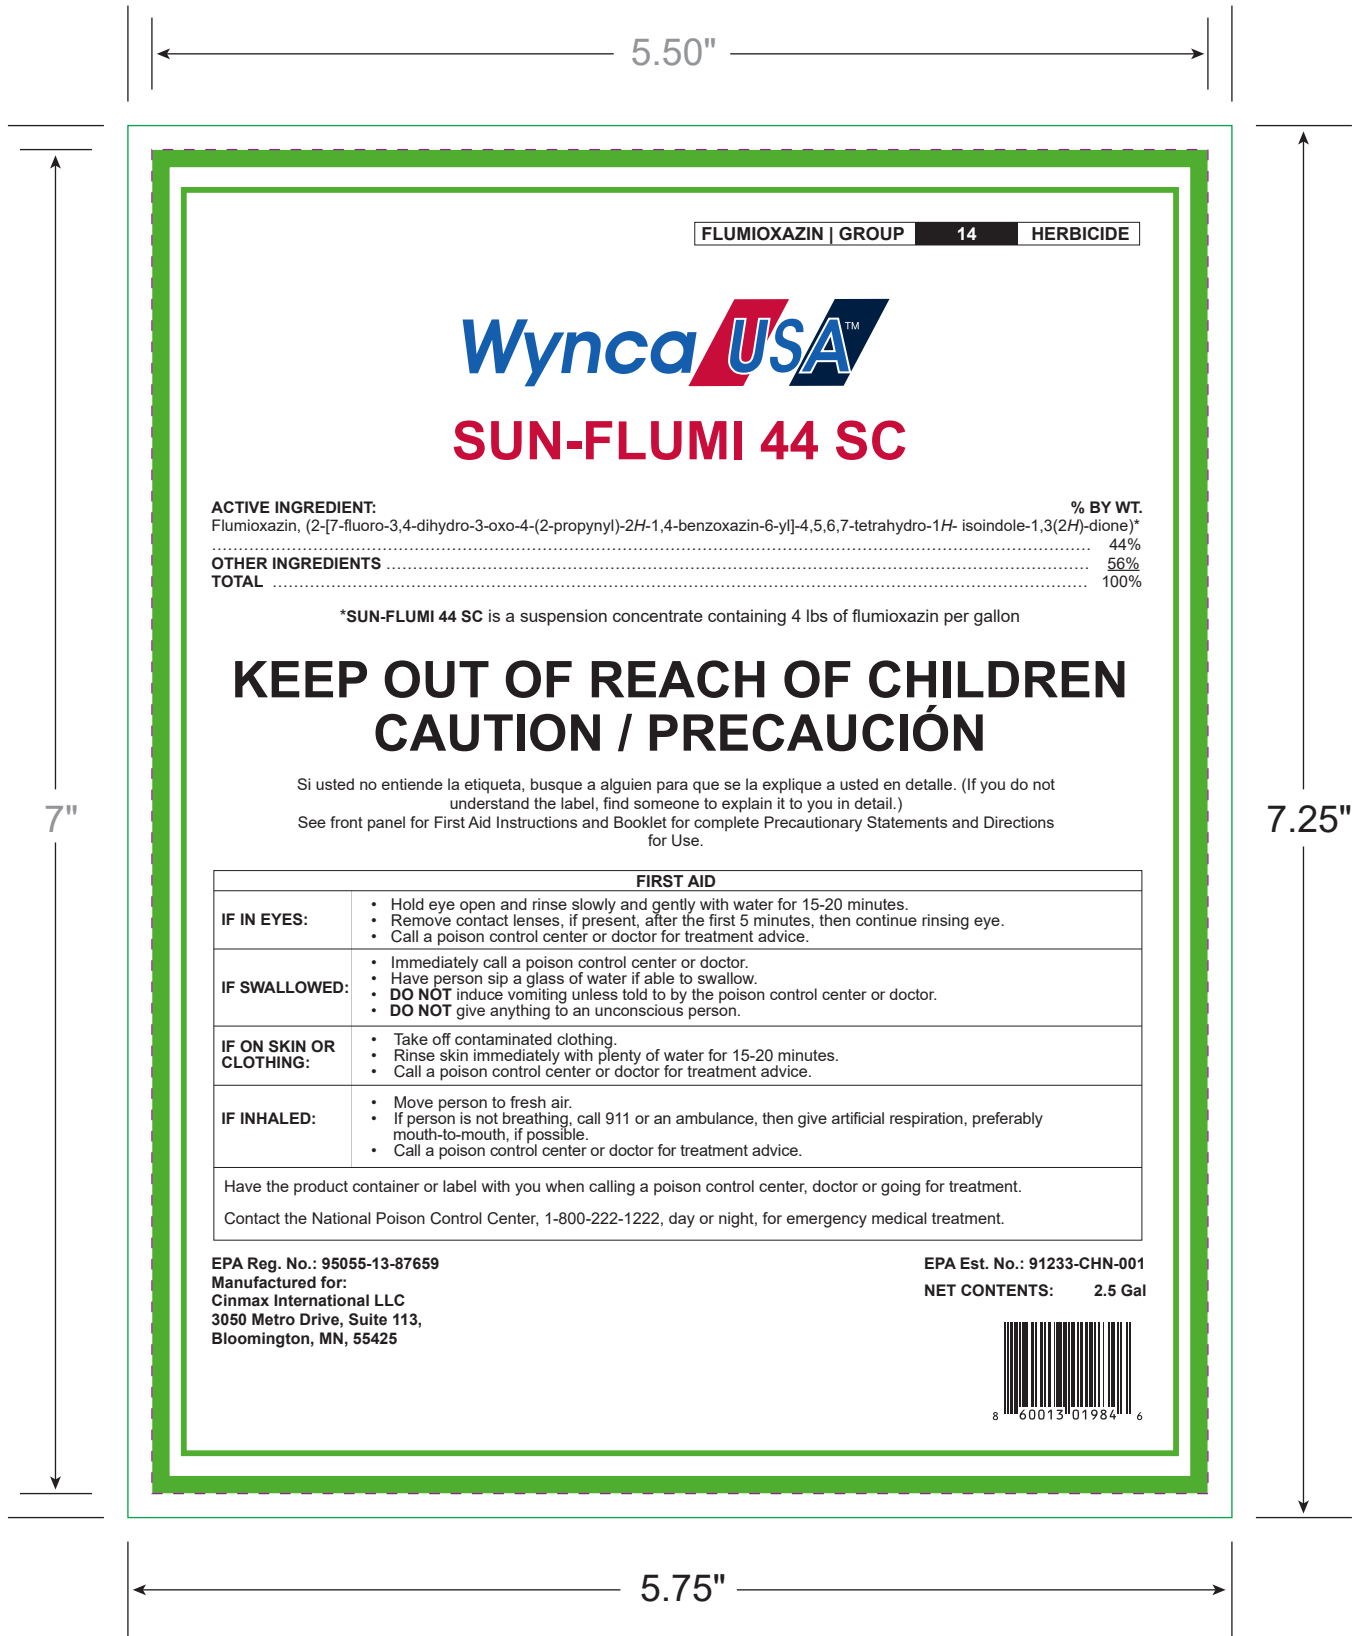 5.50"
FLUMIOXAZIN | GROUP 14 HERBICIDE
Wynca USA™
SUN-FLUMI 44 SC
ACTIVE INGREDIENT: % BY WT.
Flumioxazin, (2-[7-fluoro-3,4-dihydro-3-oxo-4-(2-propynyl)-2H-1,4-benzoxazin-6-yl]-4,5,6,7-tetrahydro-1H- isoindole-1,3(2H)-dione)*
44%
OTHER INGREDIENTS 56%
TOTAL 100%
*SUN-FLUMI 44 SC is a suspension concentrate containing 4 lbs of flumioxazin per gallon
KEEP OUT OF REACH OF CHILDREN
CAUTION / PRECAUCIÓN
Si usted no entiende la etiqueta, busque a alguien para que se la explique a usted en detalle. (If you do not
understand the label, find someone to explain it to you in detail.)
See front panel for First Aid Instructions and Booklet for complete Precautionary Statements and Directions
for Use.
7"
7.25"
FIRST AID
IF IN EYES:
• Hold eye open and rinse slowly and gently with water for 15-20 minutes.
• Remove contact lenses, if present, after the first 5 minutes, then continue rinsing eye.
• Call a poison control center or doctor for treatment advice.
IF SWALLOWED:
• Immediately call a poison control center or doctor.
• Have person sip a glass of water if able to swallow.
• DO NOT induce vomiting unless told to by the poison control center or doctor.
• DO NOT give anything to an unconscious person.
IF ON SKIN OR
CLOTHING:
• Take off contaminated clothing.
• Rinse skin immediately with plenty of water for 15-20 minutes.
• Call a poison control center or doctor for treatment advice.
IF INHALED:
• Move person to fresh air.
• If person is not breathing, call 911 or an ambulance, then give artificial respiration, preferably
mouth-to-mouth, if possible.
• Call a poison control center or doctor for treatment advice.
Have the product container or label with you when calling a poison control center, doctor or going for treatment.
Contact the National Poison Control Center, 1-800-222-1222, day or night, for emergency medical treatment.
EPA Reg. No.: 95055-13-87659
Manufactured for:
Cinmax International LLC
3050 Metro Drive, Suite 113,
Bloomington, MN, 55425
EPA Est. No.: 91233-CHN-001
NET CONTENTS: 2.5 Gal
8 60013 01984 6
5.75"